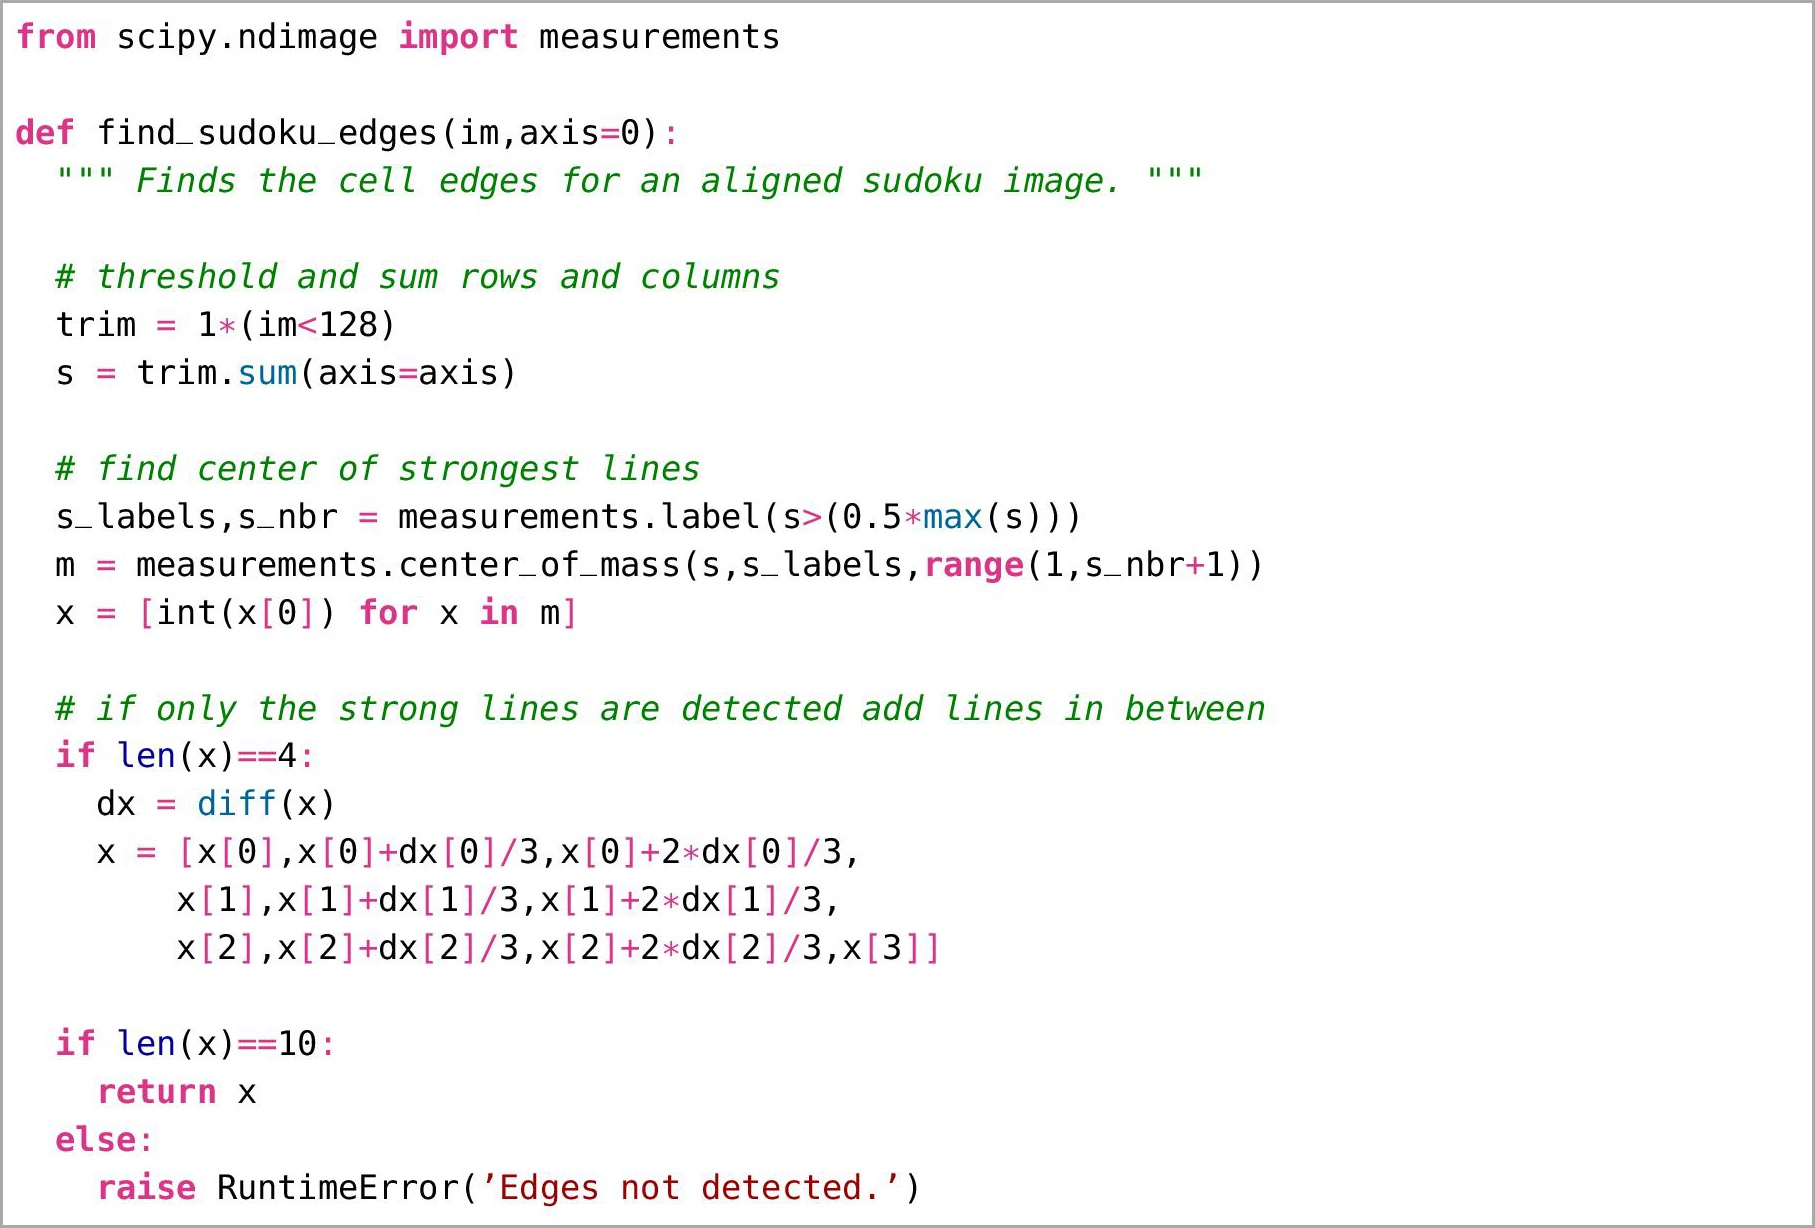 from scipy.ndimage import measurements
def find_sudoku_edges(im,axis=0):
""" Finds the cell edges for an aligned sudoku image. """
# threshold and sum rows and columns
trim = 1*(im<128)
s = trim.sum(axis=axis)
# find center of strongest lines
s_labels,s_nbr = measurements.label(s>(0.5*max(s)))
m = measurements.center_of_mass(s,s_labels,range(1,s_nbr+1))
x = [int(x[0]) for x in m]
# if only the strong lines are detected add lines in between
if len(x)==4:
dx = diff(x)
x = [x[0],x[0]+dx[0]/3,x[0]+2*dx[0]/3,
x[1],x[1]+dx[1]/3,x[1]+2*dx[1]/3,
x[2],x[2]+dx[2]/3,x[2]+2*dx[2]/3,x[3]]
if len(x)==10:
return x
else:
raise RuntimeError(’Edges not detected.’)